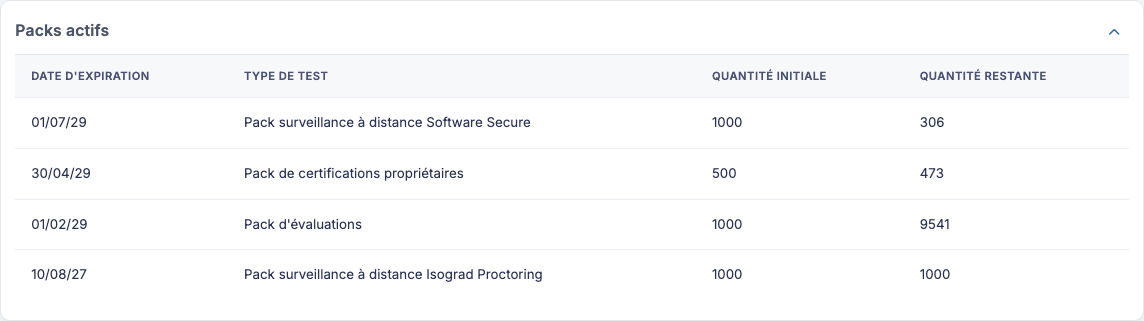 Packs actifs
DATE D'EXPIRATION TYPE DE TEST QUANTITÉ INITIALE QUANTITÉ RESTANTE
01/07/29 Pack surveillance à distance Software Secure 1000 306
30/04/29 Pack de certifications propriétaires 500 473
01/02/29 Pack d'évaluations 1000 9541
10/08/27 Pack surveillance à distance Isograd Proctoring 1000 1000